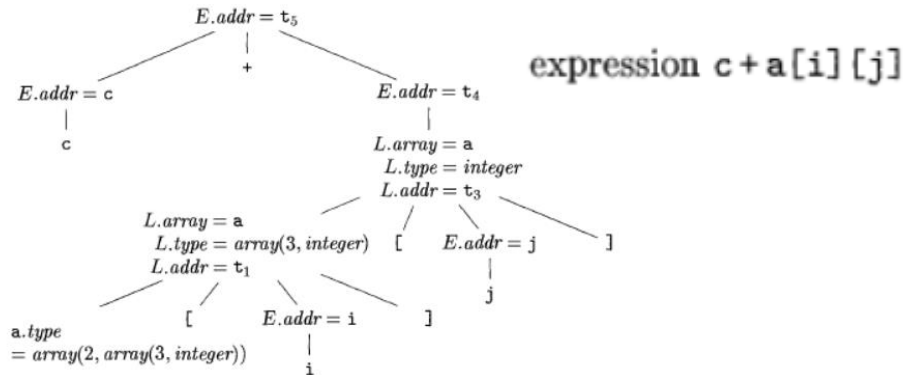 E.addr = t₅
+
expression c + a[i][j]
E.addr = c
E.addr = t₄
c
L.array = a
L.type = integer
L.addr = t₃
L.array = a
L.type = array(3, integer)
L.addr = t₁
[
E.addr = j
]
j
a.type
= array(2, array(3, integer))
[
E.addr = i
]
i